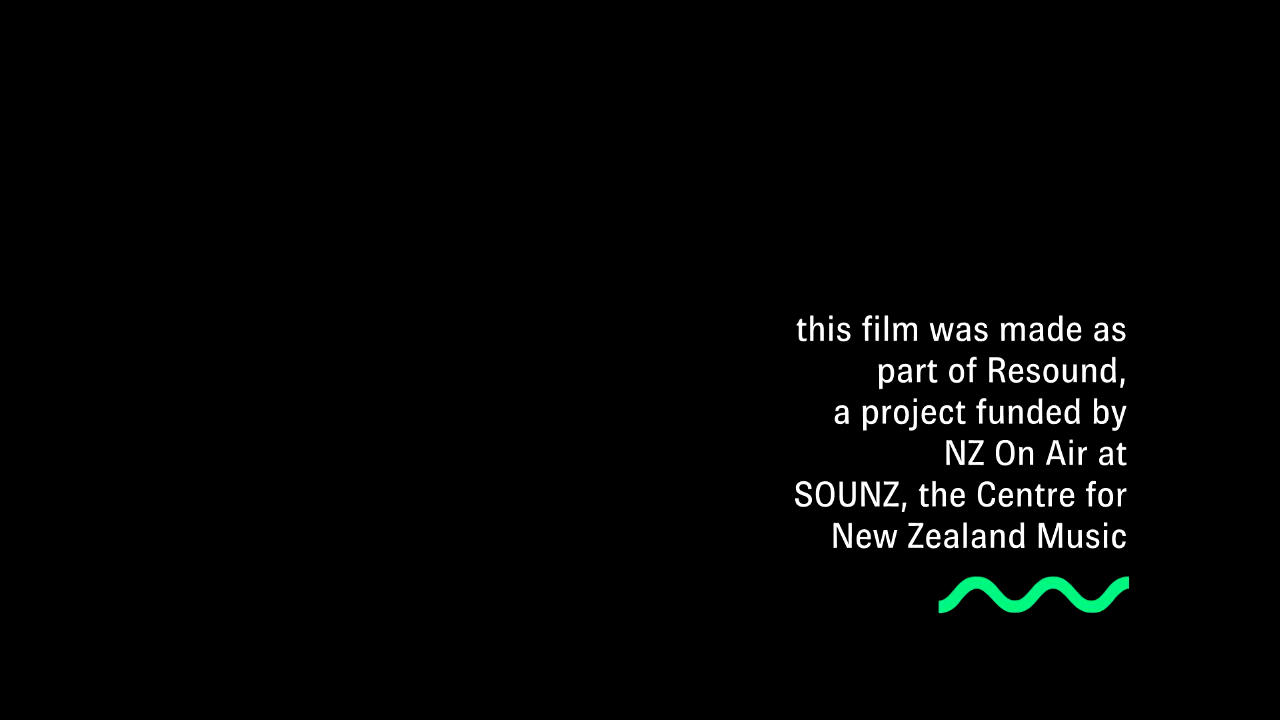 this film was made as
part of Resound,
a project funded by
NZ On Air at
SOUNZ, the Centre for
New Zealand Music